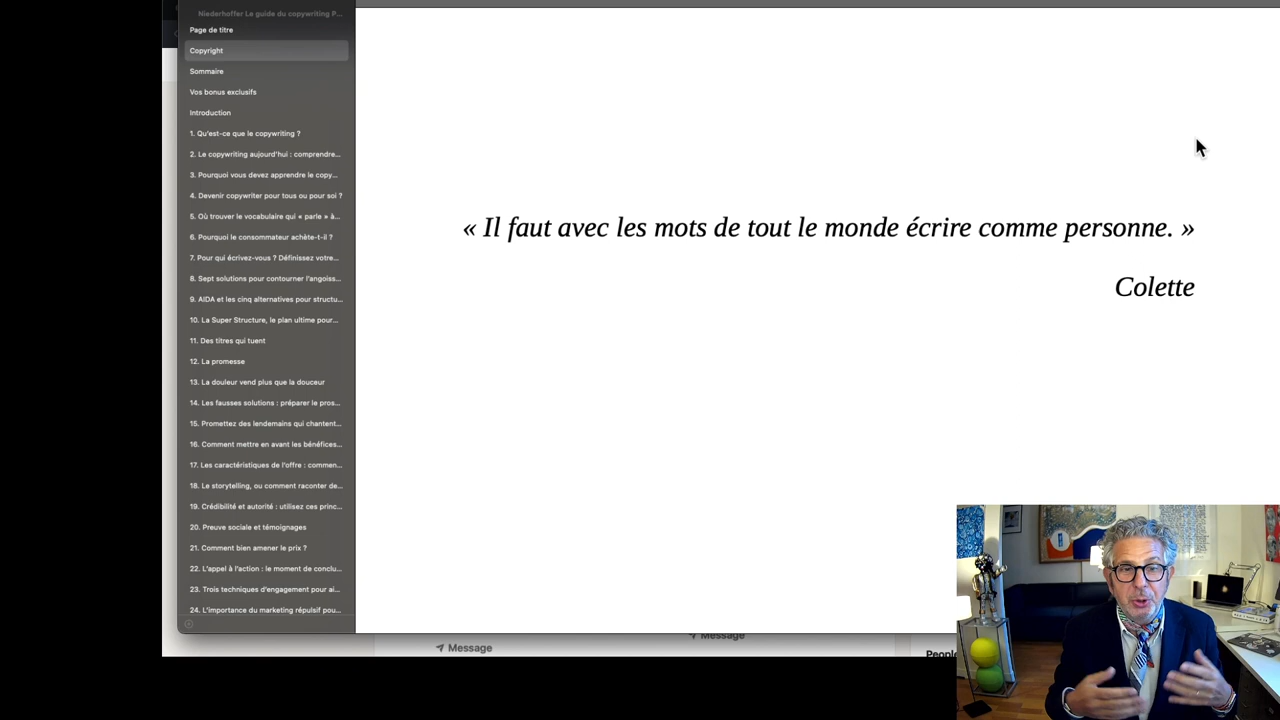 Niederhoffer Le guide du copywriting P...
Page de titre
Copyright
Sommaire
Vos bonus exclusifs
Introduction
1. Qu'est-ce que le copywriting ?
2. Le copywriting aujourd'hui : comprendre...
3. Pourquoi vous devez apprendre le copy...
4. Devenir copywriter pour tous ou pour soi ?
5. Où trouver le vocabulaire qui « parle » à...
6. Pourquoi le consommateur achète-t-il ?
7. Pour qui écrivez-vous ? Définissez votre...
8. Sept solutions pour contourner l'angoiss...
9. AIDA et les cinq alternatives pour structu...
10. La Super Structure, le plan ultime pour...
11. Des titres qui tuent
12. La promesse
13. La douleur vend plus que la douceur
14. Les fausses solutions : préparer le pros...
15. Promettez des lendemains qui chantent...
16. Comment mettre en avant les bénéfices...
17. Les caractéristiques de l'offre : commen...
18. Le storytelling, ou comment raconter de...
19. Crédibilité et autorité : utilisez ces princ...
20. Preuve sociale et témoignages
21. Comment bien amener le prix ?
22. L'appel à l'action : le moment de conclu...
23. Trois techniques d'engagement pour ai...
24. L'importance du marketing répulsif pou...
« Il faut avec les mots de tout le monde écrire comme personne. »
Colette
Message
Message
People